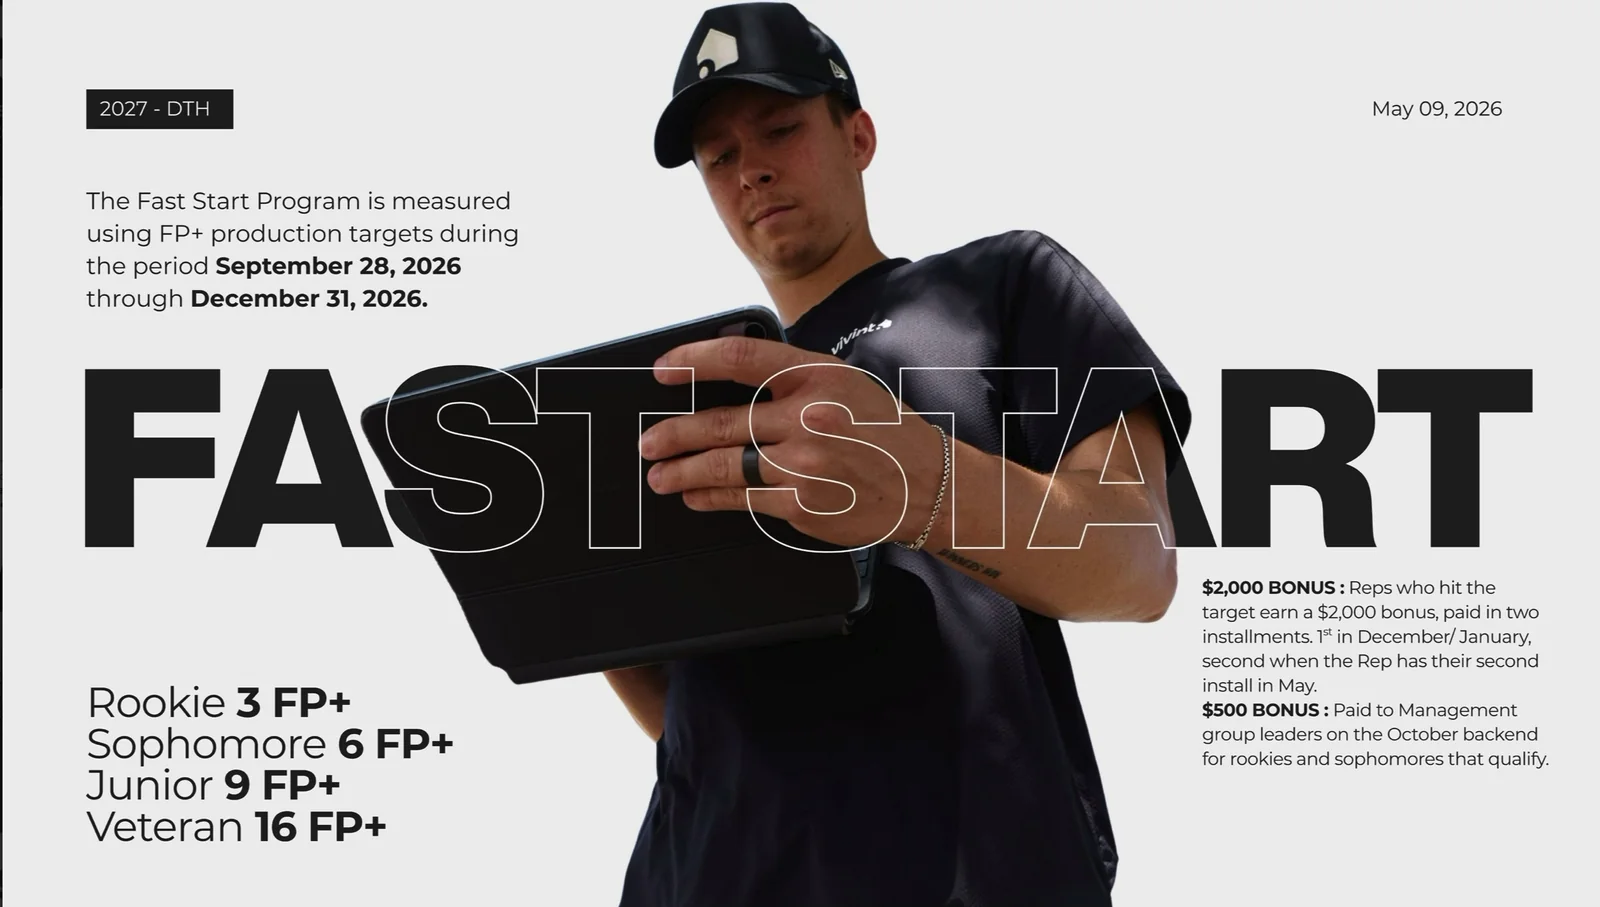 2027 - DTH
May 09, 2026
The Fast Start Program is measured
using FP+ production targets during
the period September 28, 2026
through December 31, 2026.
vivint
FAST START
$2,000 BONUS : Reps who hit the
target earn a $2,000 bonus, paid in two
installments. 1st in December/ January,
second when the Rep has their second
install in May.
$500 BONUS : Paid to Management
group leaders on the October backend
for rookies and sophomores that qualify.
Rookie 3 FP+
Sophomore 6 FP+
Junior 9 FP+
Veteran 16 FP+